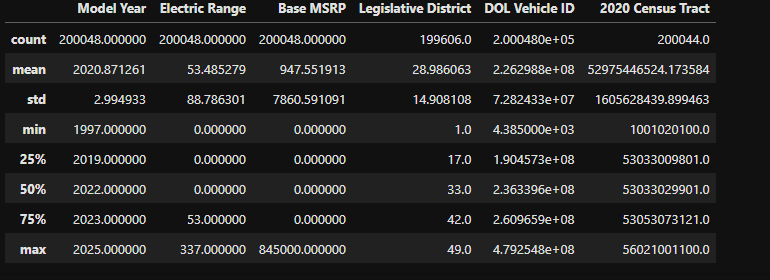 Model Year Electric Range Base MSRP Legislative District DOL Vehicle ID 2020 Census Tract
count 200048.000000 200048.000000 200048.000000 199606.0 2.000480e+05 200044.0
mean 2020.871261 53.485279 947.551913 28.986063 2.262988e+08 52975446524.173584
std 2.994933 88.786301 7860.591091 14.908108 7.282433e+07 1605628439.899463
min 1997.000000 0.000000 0.000000 1.0 4.385000e+03 1001020100.0
25% 2019.000000 0.000000 0.000000 17.0 1.904573e+08 53033009801.0
50% 2022.000000 0.000000 0.000000 33.0 2.363396e+08 53033029901.0
75% 2023.000000 53.000000 0.000000 42.0 2.609659e+08 53053073121.0
max 2025.000000 337.000000 845000.000000 49.0 4.792548e+08 56021001100.0